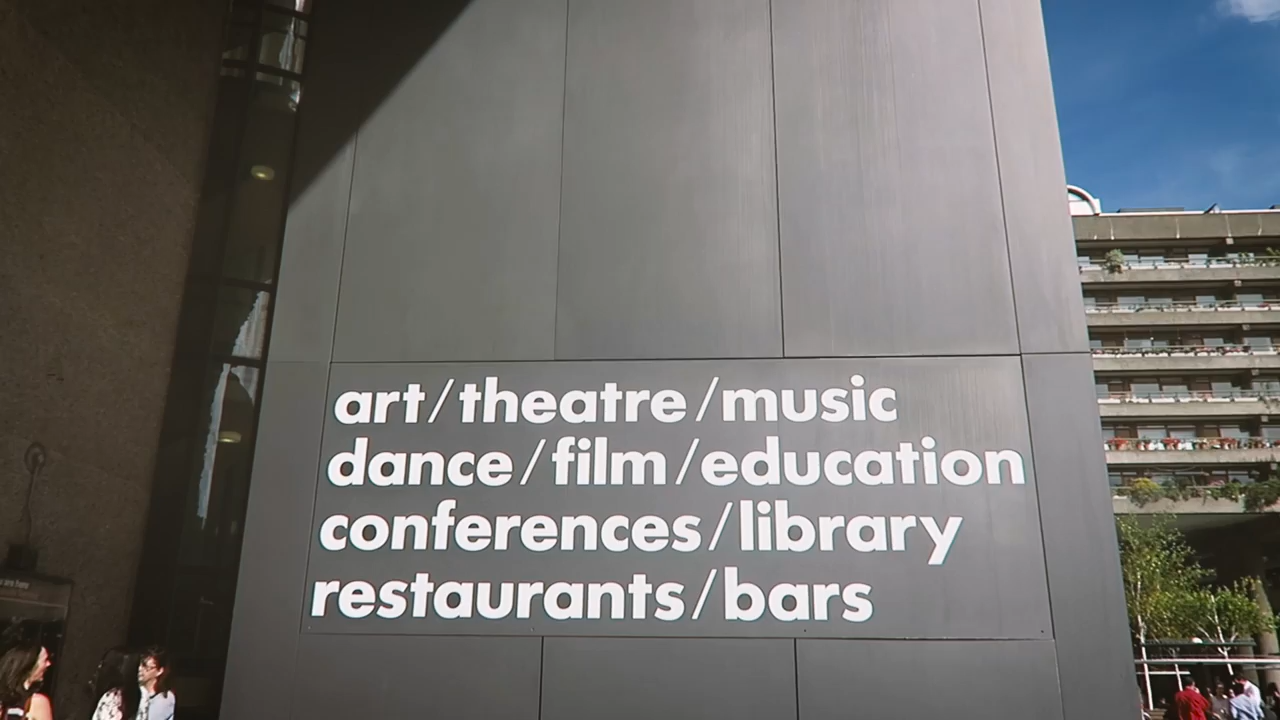 art/theatre/music
dance/film/education
conferences/library
restaurants/bars